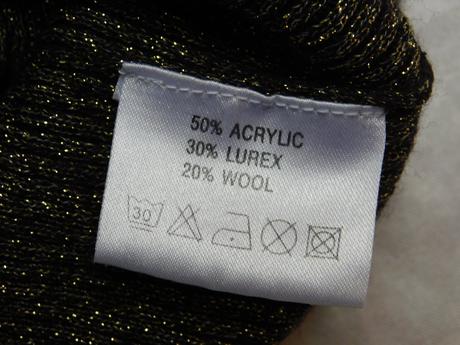 50% ACRYLIC
30% LUREX
20% WOOL
30